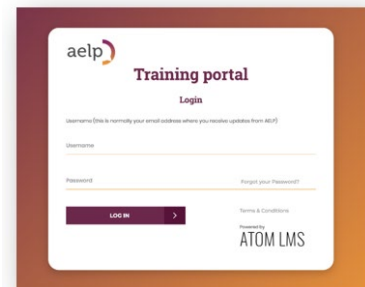 aelp
Training portal
Login
Username (this is normally your email address where you receive updates from AELP)
Username
Password
Forgot your Password?
LOG IN
Terms & Conditions
Powered by
ATOM LMS